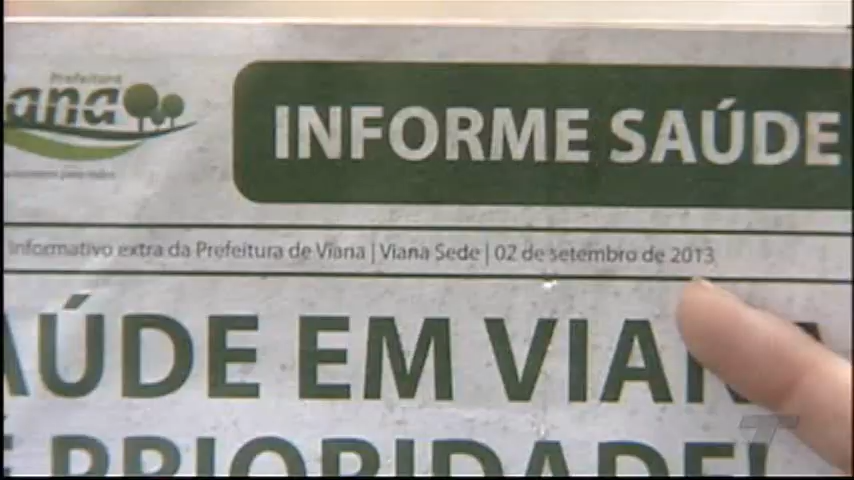 Prefeitura
iana
INFORME SAÚDE
Informativo extra da Prefeitura de Viana | Viana Sede | 02 de setembro de 2013
AÚDE EM VIANA
É PRIORIDADE!